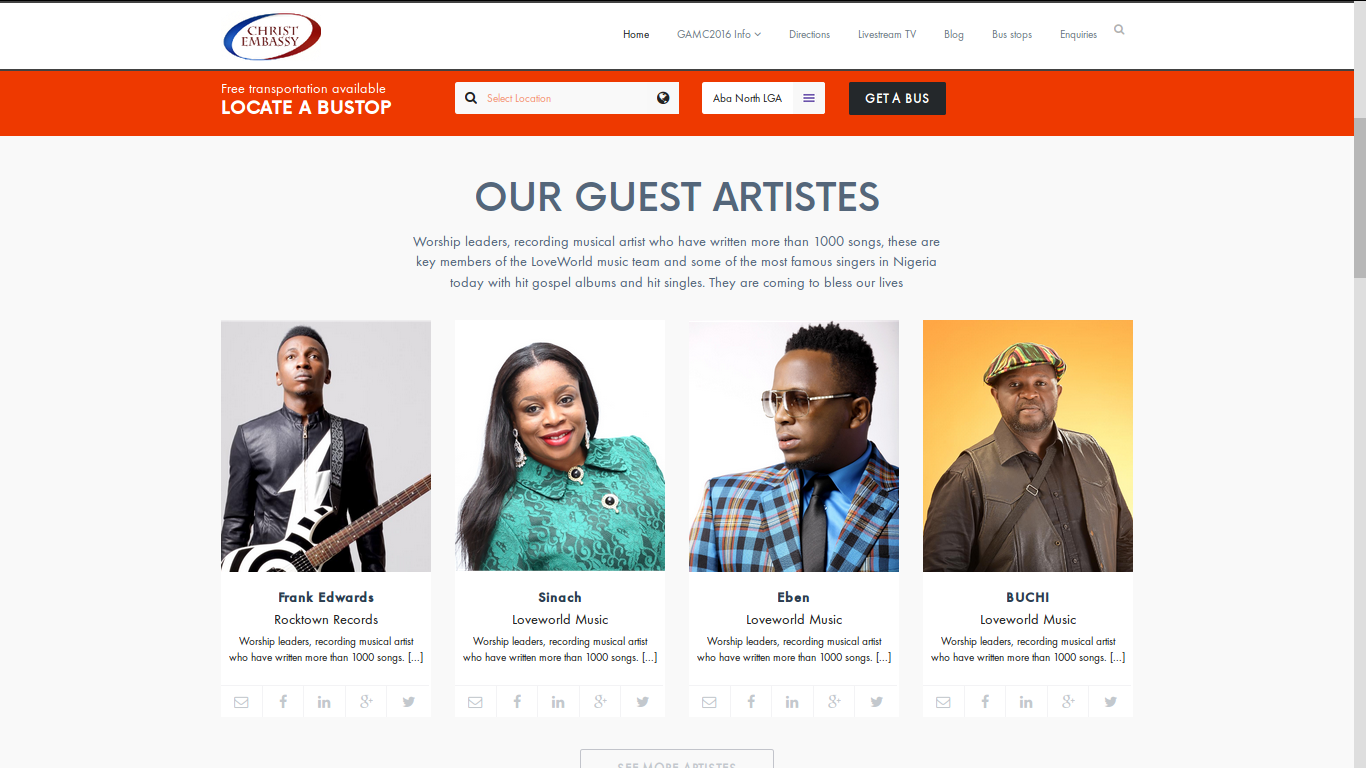 CHRIST
EMBASSY
Home
GAMC2016 Info
Directions
Livestream TV
Blog
Bus stops
Enquiries
Free transportation available
LOCATE A BUSTOP
Select Location
Aba North LGA
GET A BUS
OUR GUEST ARTISTES
Worship leaders, recording musical artist who have written more than 1000 songs, these are
key members of the LoveWorld music team and some of the most famous singers in Nigeria
today with hit gospel albums and hit singles. They are coming to bless our lives
Frank Edwards
Rocktown Records
Worship leaders, recording musical artist
who have written more than 1000 songs. [...]
Sinach
Loveworld Music
Worship leaders, recording musical artist
who have written more than 1000 songs. [...]
Eben
Loveworld Music
Worship leaders, recording musical artist
who have written more than 1000 songs. [...]
BUCHI
Loveworld Music
Worship leaders, recording musical artist
who have written more than 1000 songs. [...]
SEE MORE ARTISTES